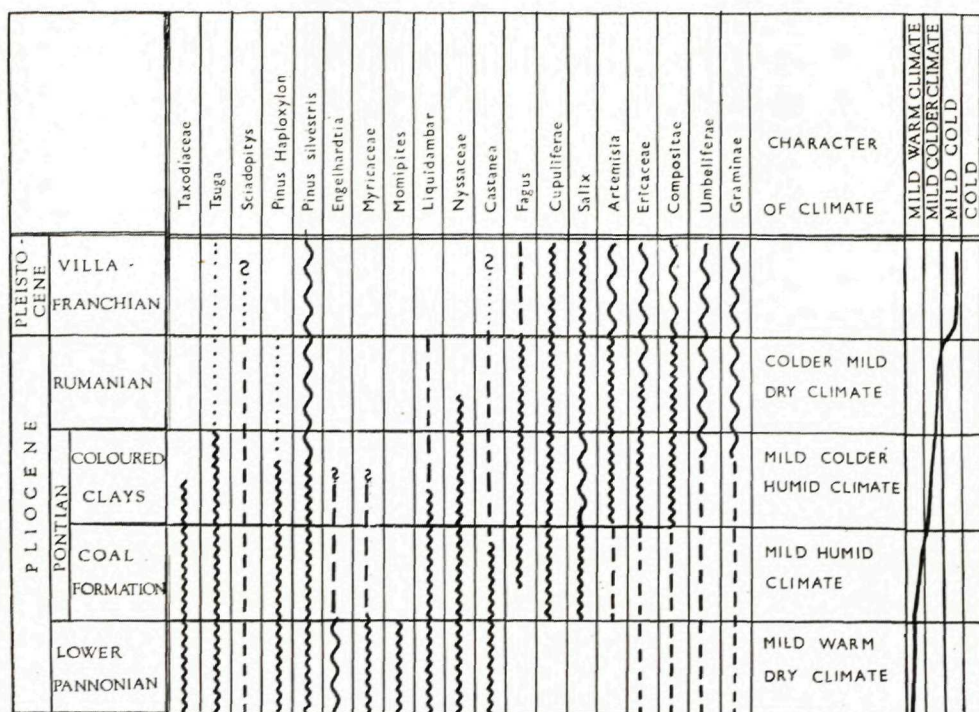 Taxodiaceae
Tsuga
Sciadopitys
Pinus Haploxylon
Pinus silvestris
Engelhardtia
Myricaceae
Momipites
Liquidambar
Nyssaceae
Castanea
Fagus
Cupuliferae
Salix
Artemisia
Ericaceae
Compositae
Umbeliferae
Graminae
CHARACTER
OF CLIMATE
MILD WARM CLIMATE
MILD COLDER CLIMATE
MILD COLD
COLD
PLEISTO-
CENE
VILLA-
FRANCHIAN
PLIOCENE
RUMANIAN
COLDER MILD
DRY CLIMATE
PONTIAN
COLOURED
CLAYS
MILD COLDER
HUMID CLIMATE
COAL
FORMATION
MILD HUMID
CLIMATE
LOWER
PANNONIAN
MILD WARM
DRY CLIMATE